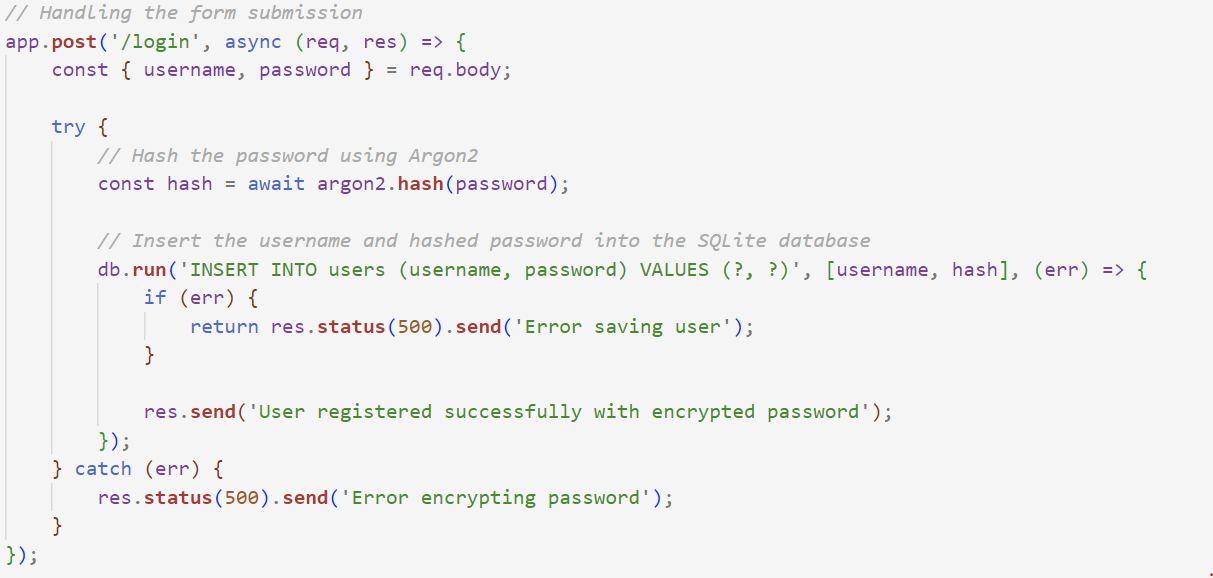 // Handling the form submission
app.post('/login', async (req, res) => {
    const { username, password } = req.body;

    try {
        // Hash the password using Argon2
        const hash = await argon2.hash(password);

        // Insert the username and hashed password into the SQLite database
        db.run('INSERT INTO users (username, password) VALUES (?, ?)', [username, hash], (err) => {
            if (err) {
                return res.status(500).send('Error saving user');
            }

            res.send('User registered successfully with encrypted password');
        });
    } catch (err) {
        res.status(500).send('Error encrypting password');
    }
});